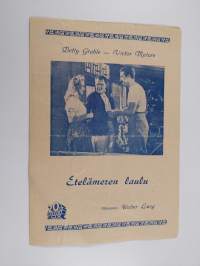 Betty Grable — Victor Mature
Etelämeren laulu
Walter Lang